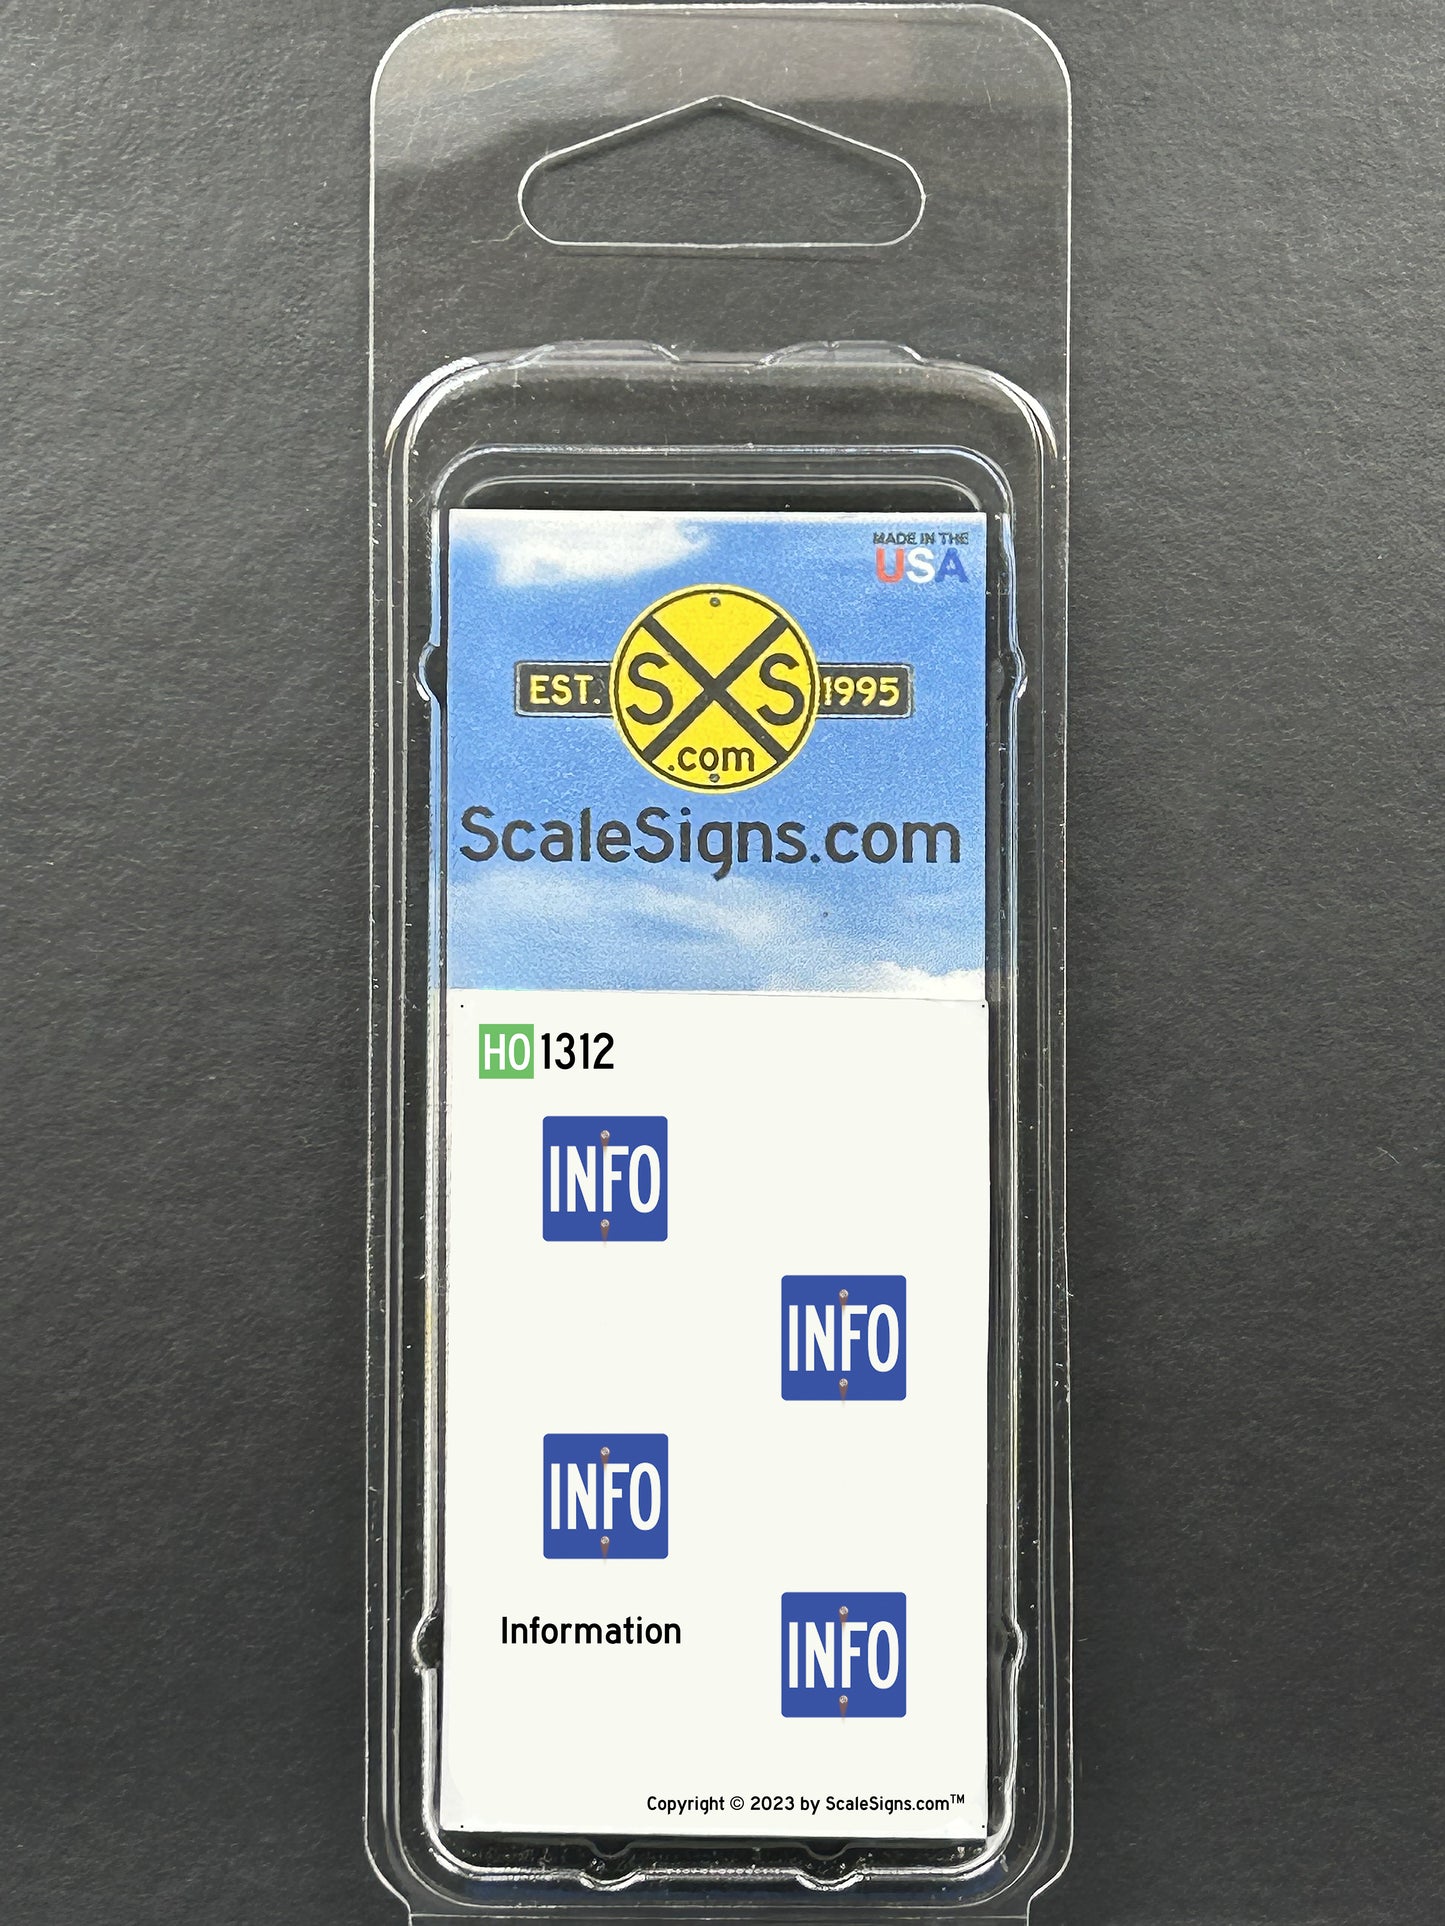 MADE IN THE
USA
EST. S S 1995
.com
ScaleSigns.com
HO 1312
INFO
INFO
INFO
Information
INFO
Copyright © 2023 by ScaleSigns.com™